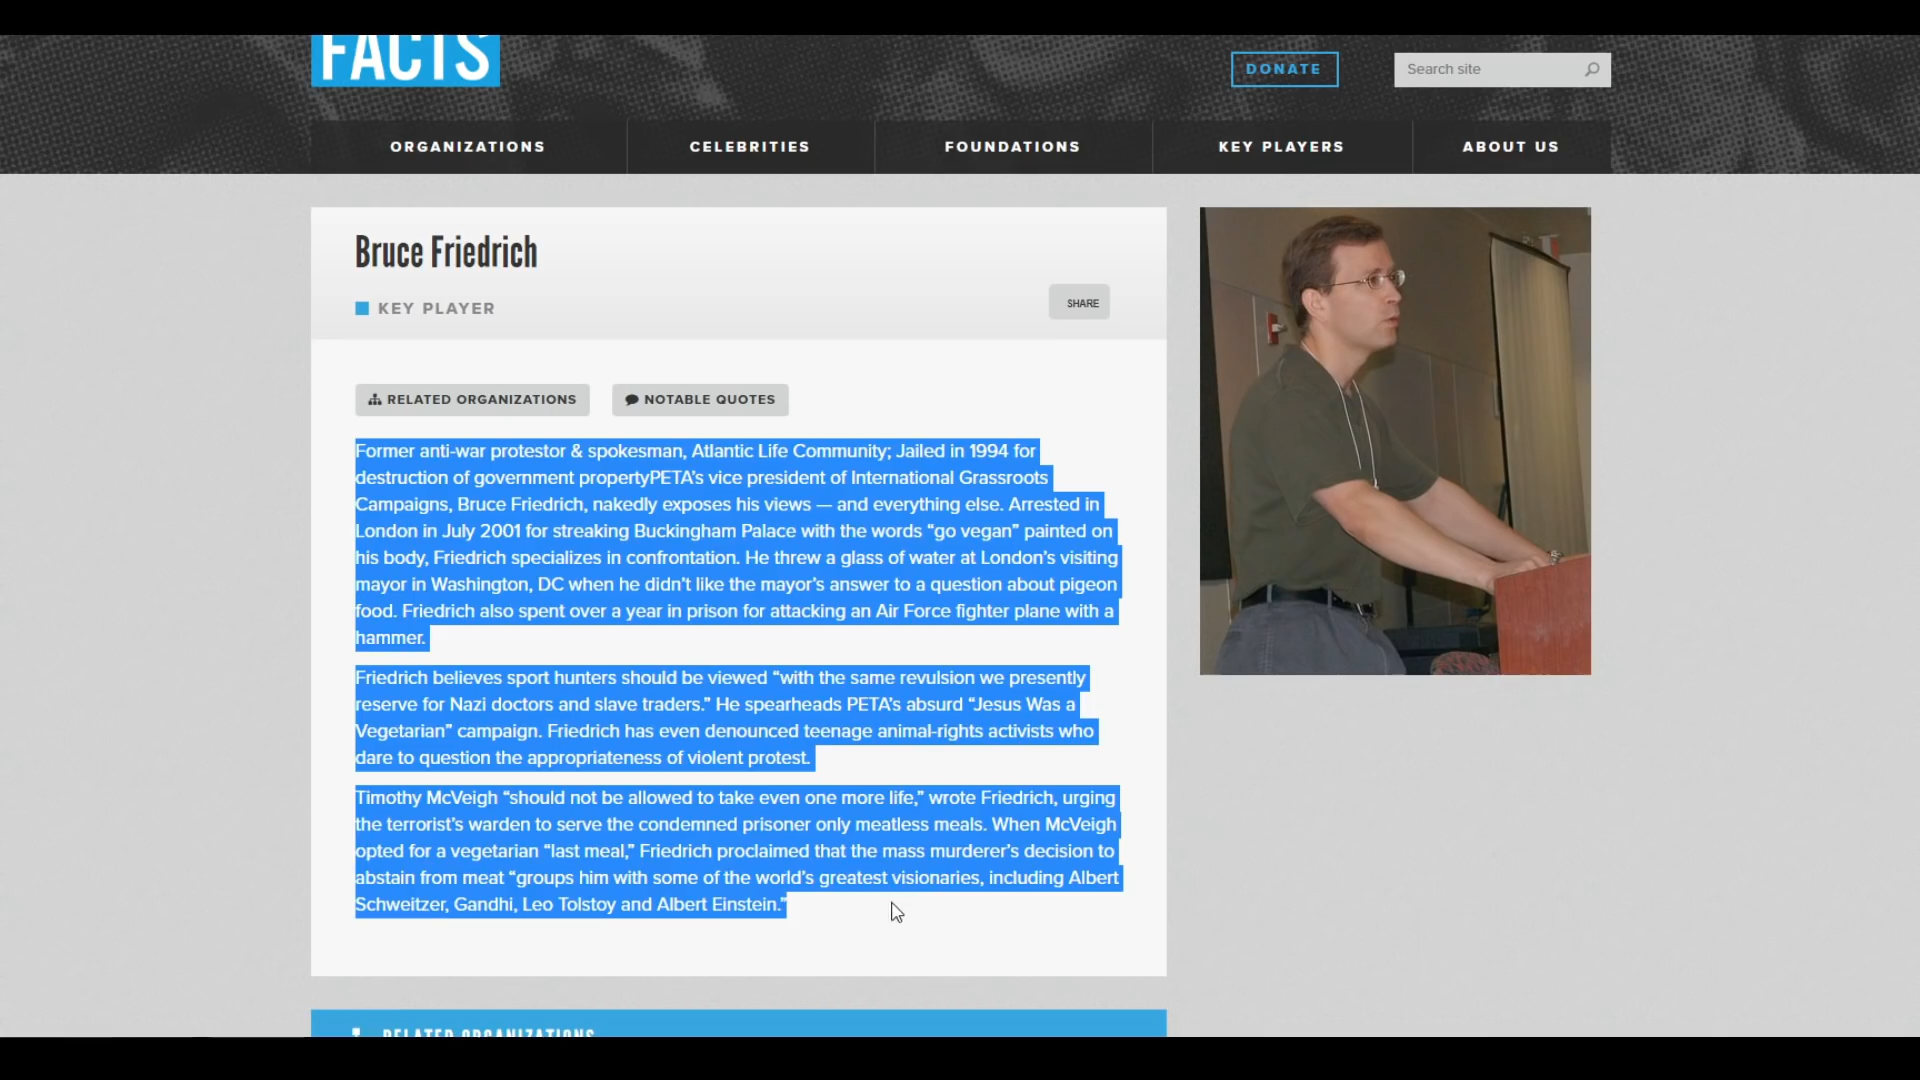 FACTS
DONATE
Search site
ORGANIZATIONS
CELEBRITIES
FOUNDATIONS
KEY PLAYERS
ABOUT US
Bruce Friedrich
KEY PLAYER
SHARE
RELATED ORGANIZATIONS
NOTABLE QUOTES
Former anti-war protestor & spokesman, Atlantic Life Community; Jailed in 1994 for
destruction of government propertyPETA’s vice president of International Grassroots
Campaigns, Bruce Friedrich, nakedly exposes his views — and everything else. Arrested in
London in July 2001 for streaking Buckingham Palace with the words “go vegan” painted on
his body, Friedrich specializes in confrontation. He threw a glass of water at London’s visiting
mayor in Washington, DC when he didn’t like the mayor’s answer to a question about pigeon
food. Friedrich also spent over a year in prison for attacking an Air Force fighter plane with a
hammer.
Friedrich believes sport hunters should be viewed “with the same revulsion we presently
reserve for Nazi doctors and slave traders.” He spearheads PETA’s absurd “Jesus Was a
Vegetarian” campaign. Friedrich has even denounced teenage animal-rights activists who
dare to question the appropriateness of violent protest.
Timothy McVeigh “should not be allowed to take even one more life,” wrote Friedrich, urging
the terrorist’s warden to serve the condemned prisoner only meatless meals. When McVeigh
opted for a vegetarian “last meal,” Friedrich proclaimed that the mass murderer’s decision to
abstain from meat “groups him with some of the world’s greatest visionaries, including Albert
Schweitzer, Gandhi, Leo Tolstoy and Albert Einstein.”
RELATED ORGANIZATIONS